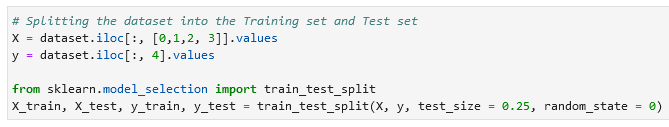 # Splitting the dataset into the Training set and Test set
X = dataset.iloc[:, [0,1,2, 3]].values
y = dataset.iloc[:, 4].values
from sklearn.model_selection import train_test_split
X_train, X_test, y_train, y_test = train_test_split(X, y, test_size = 0.25, random_state = 0)